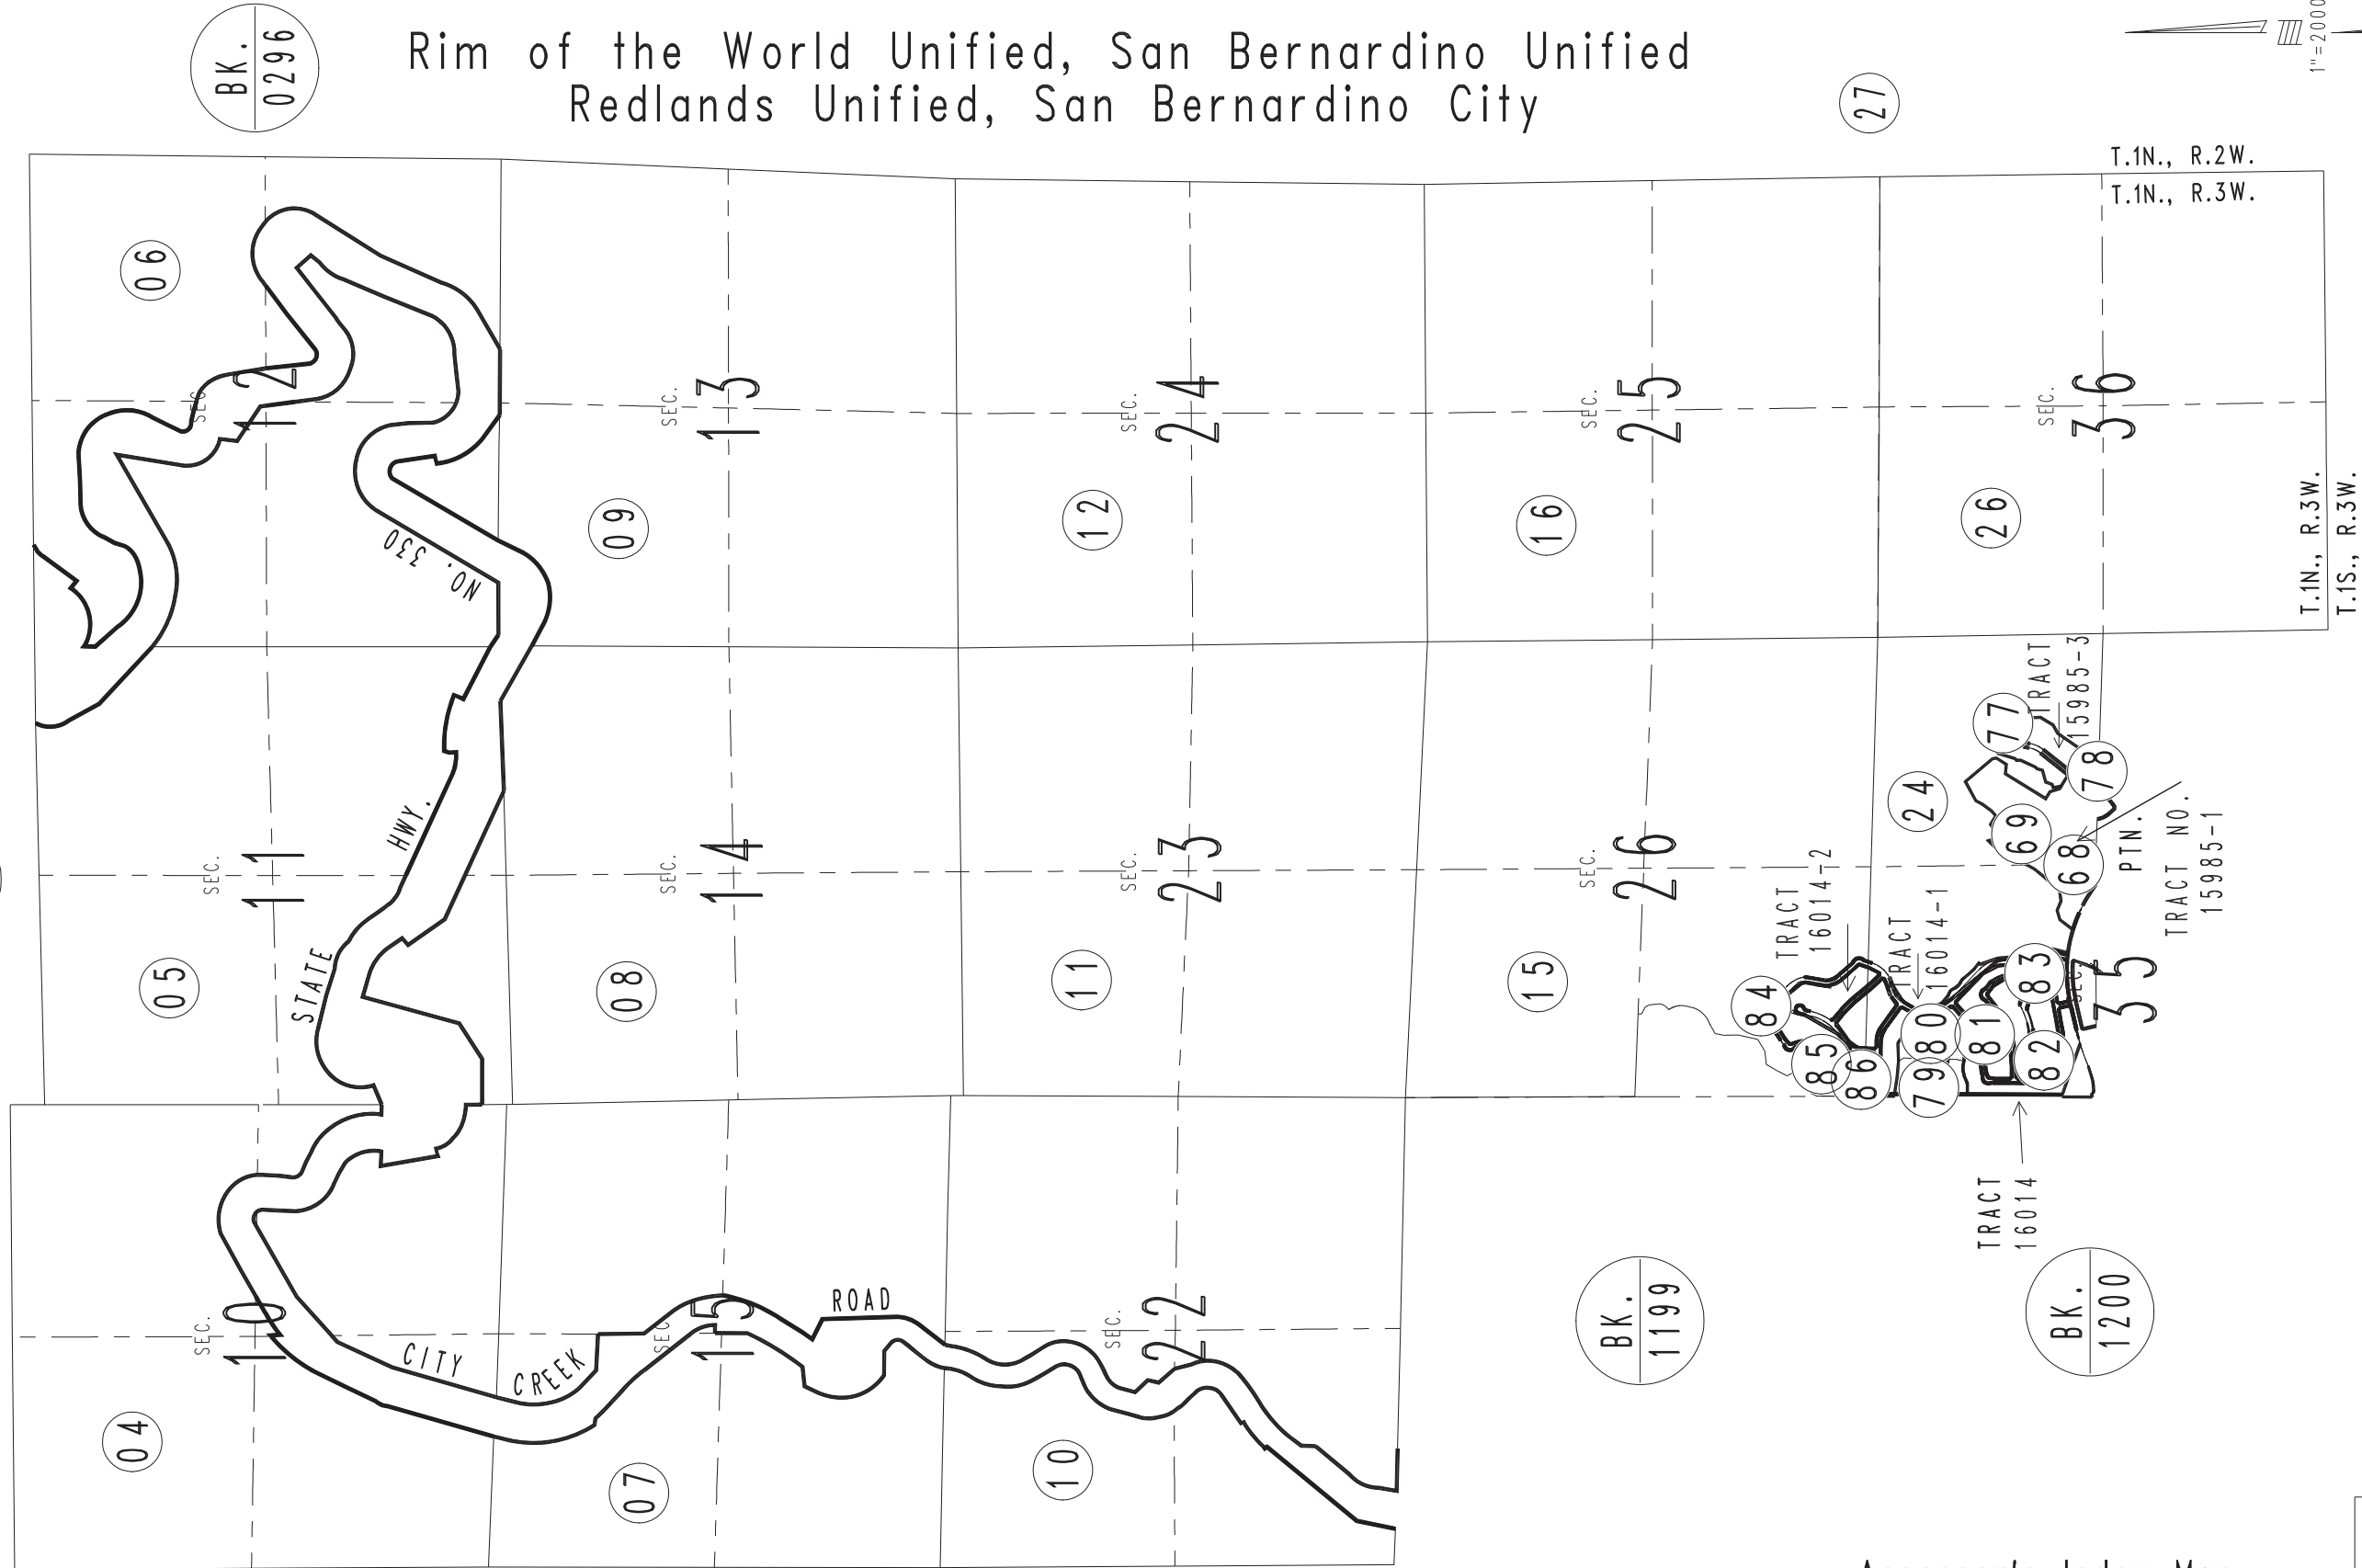 Rim of the World Unified, San Bernardino Unified
Redlands Unified, San Bernardino City
BK.
0296
27
1"=2000
T.1N., R.2W.
T.1N., R.3W.
06
SEC.
12
SEC.
13
SEC.
24
SEC.
25
SEC.
36
09
12
16
26
T.1N., R.3W.
T.1S., R.3W.
NO. 330
HWY.
STATE
SEC.
11
SEC.
14
SEC.
23
SEC.
26
24
77
TRACT
15985-3
78
69
68
PTN.
TRACT NO.
15985-1
TRACT
16014-2
TRACT
16014-1
05
08
11
15
84
85
86
80
79
81
83
82
SEC.
35
TRACT
16014
SEC.
10
SEC.
15
SEC.
22
CITY
CREEK
ROAD
BK.
1199
BK.
1200
04
07
10